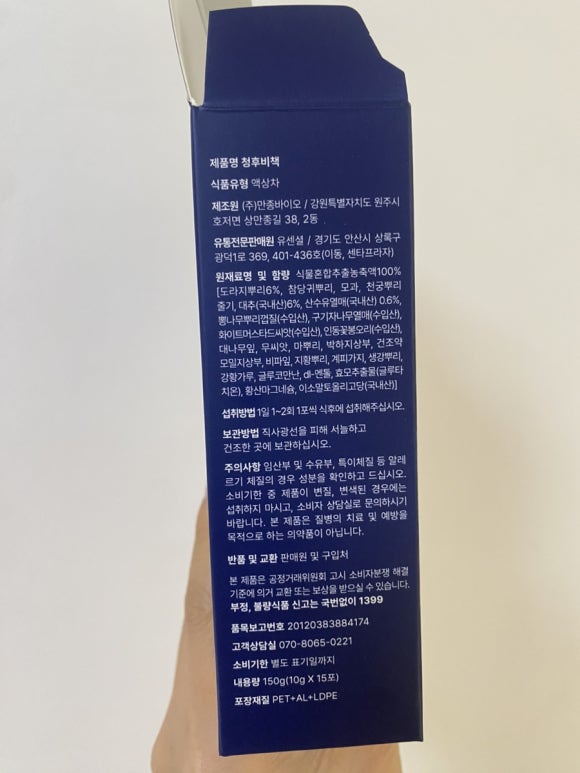 제품명 청후비책
식품유형 액상차
제조원 (주)만종바이오 / 강원특별자치도 원주시
호저면 상만종길 38, 2동
유통전문판매원 유센셜 / 경기도 안산시 상록구
광덕1로 369, 401-436호(이동, 센타프라자)
원재료명 및 함량 식물혼합추출농축액100%
[도라지뿌리6%, 참당귀뿌리, 모과, 천궁뿌리
줄기, 대추(국내산)6%, 산수유열매(국내산) 0.6%,
뽕나무뿌리껍질(수입산), 구기자나무열매(수입산),
화이트머스타드씨앗(수입산), 인동꽃봉오리(수입산),
대나무잎, 무씨앗, 마뿌리, 박하지상부, 건조약
모밀지상부, 비파잎, 지황뿌리, 계피가지, 생강뿌리,
강황가루, 글루코만난, dl-멘톨, 효모추출물(글루타
치온), 황산마그네슘, 이소말토올리고당(국내산)]
섭취방법 1일 1~2회 1포씩 식후에 섭취해주십시오.
보관방법 직사광선을 피해 서늘하고
건조한 곳에 보관하십시오.
주의사항 임산부 및 수유부, 특이체질 등 알레
르기 체질의 경우 성분을 확인하고 드십시오.
소비기한 중 제품이 변질, 변색된 경우에는
섭취하지 마시고, 소비자 상담실로 문의하시기
바랍니다. 본 제품은 질병의 치료 및 예방을
목적으로 하는 의약품이 아닙니다.
반품 및 교환 판매원 및 구입처
본 제품은 공정거래위원회 고시 소비자분쟁 해결
기준에 의거 교환 또는 보상을 받으실 수 있습니다.
부정, 불량식품 신고는 국번없이 1399
품목보고번호 20120383884174
고객상담실 070-8065-0221
소비기한 별도 표기일까지
내용량 150g(10g X 15포)
포장재질 PET+AL+LDPE